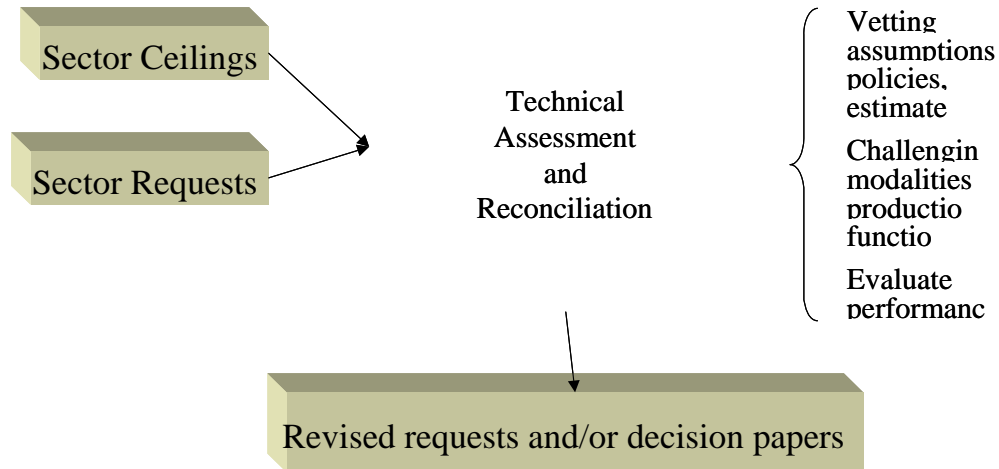 Sector Ceilings
Sector Requests
Technical
Assessment
and
Reconciliation
Vetting
assumptions
policies,
estimate
Challengin
modalities
productio
functio
Evaluate
performanc
Revised requests and/or decision papers